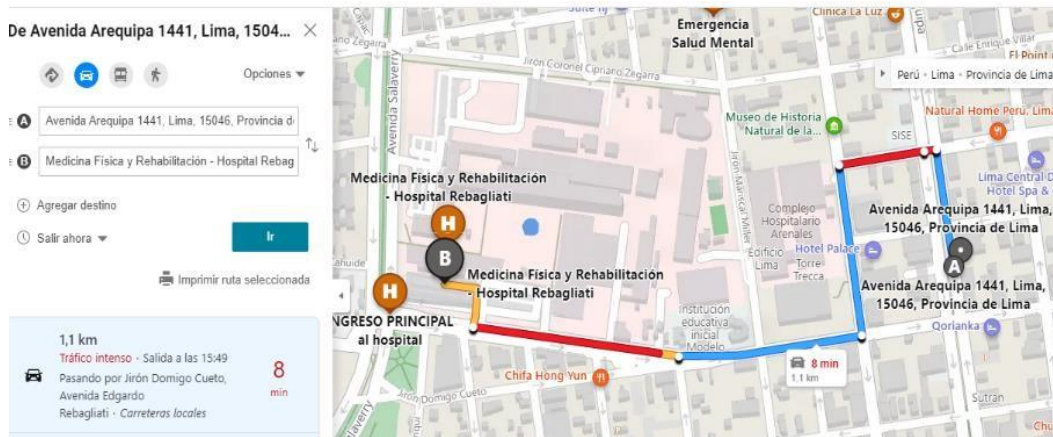 De Avenida Arequipa 1441, Lima, 1504...
Opciones
A Avenida Arequipa 1441, Lima, 15046, Provincia d
B Medicina Física y Rehabilitación - Hospital Rebag
Agregar destino
Salir ahora
Ir
Imprimir ruta seleccionada
1,1 km
Tráfico intenso · Salida a las 15:49
Pasando por Jirón Domigo Cueto,
Avenida Edgardo
Rebagliati · Carreteras locales
8
min
Emergencia
Salud Mental
Clínica La Luz
Calle Enrique Villar
El Point
Jirón Coronel Cipriano Zegarra
Perú · Lima · Provincia de Lima
Avenida Salaverry
Museo de Historia
Natural de la...
SISE
Natural Home Peru, Lim
Jirón Mariscal Miller
Lima Central
Hotel Spa &
Medicina Física y Rehabilitación
- Hospital Rebagliati
H
Complejo
Hospitalario
Arenales
Avenida Arequipa 1441, Lima,
15046, Provincia de Lima
Hotel Palace
Edificio
Lima
Torre
Trecca
A
B
Medicina Física y Rehabilitación
- Hospital Rebagliati
Avenida Arequipa 1441, Lima,
15046, Provincia de Lima
H
NGRESO PRINCIPAL
al hospital
Institución
educativa
inicial
Modelo
Qorianka
8 min
1,1 km
Chifa Hong Yun
Jirón Domigo Cueto
Sutran
Salaverry